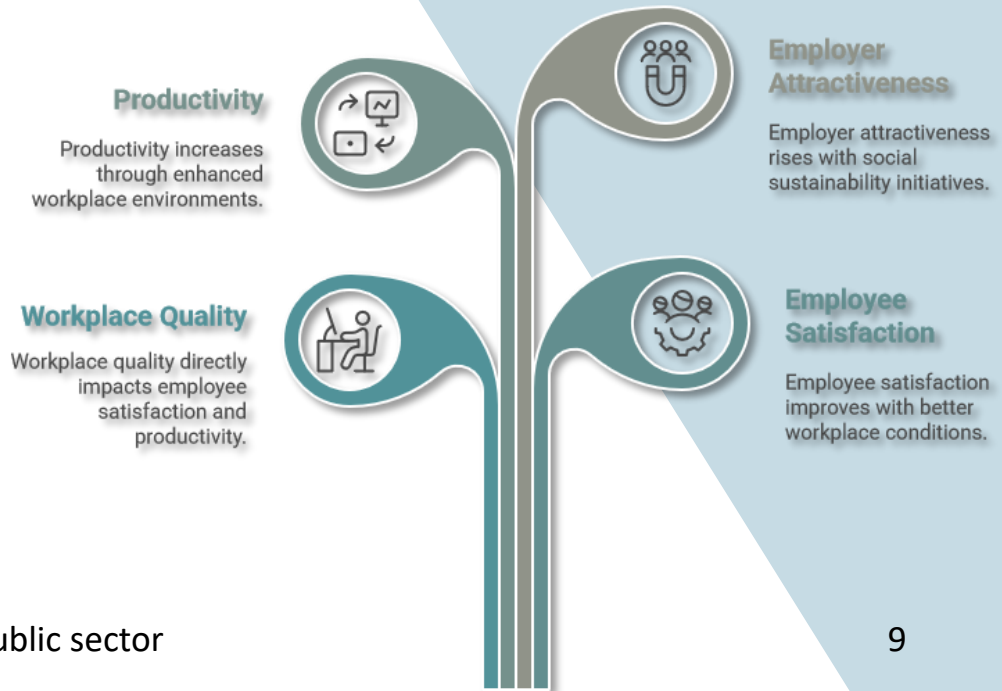 Productivity
Productivity increases
through enhanced
workplace environments.
Employer
Attractiveness
Employer attractiveness
rises with social
sustainability initiatives.
Workplace Quality
Workplace quality directly
impacts employee
satisfaction and
productivity.
Employee
Satisfaction
Employee satisfaction
improves with better
workplace conditions.
sector
9